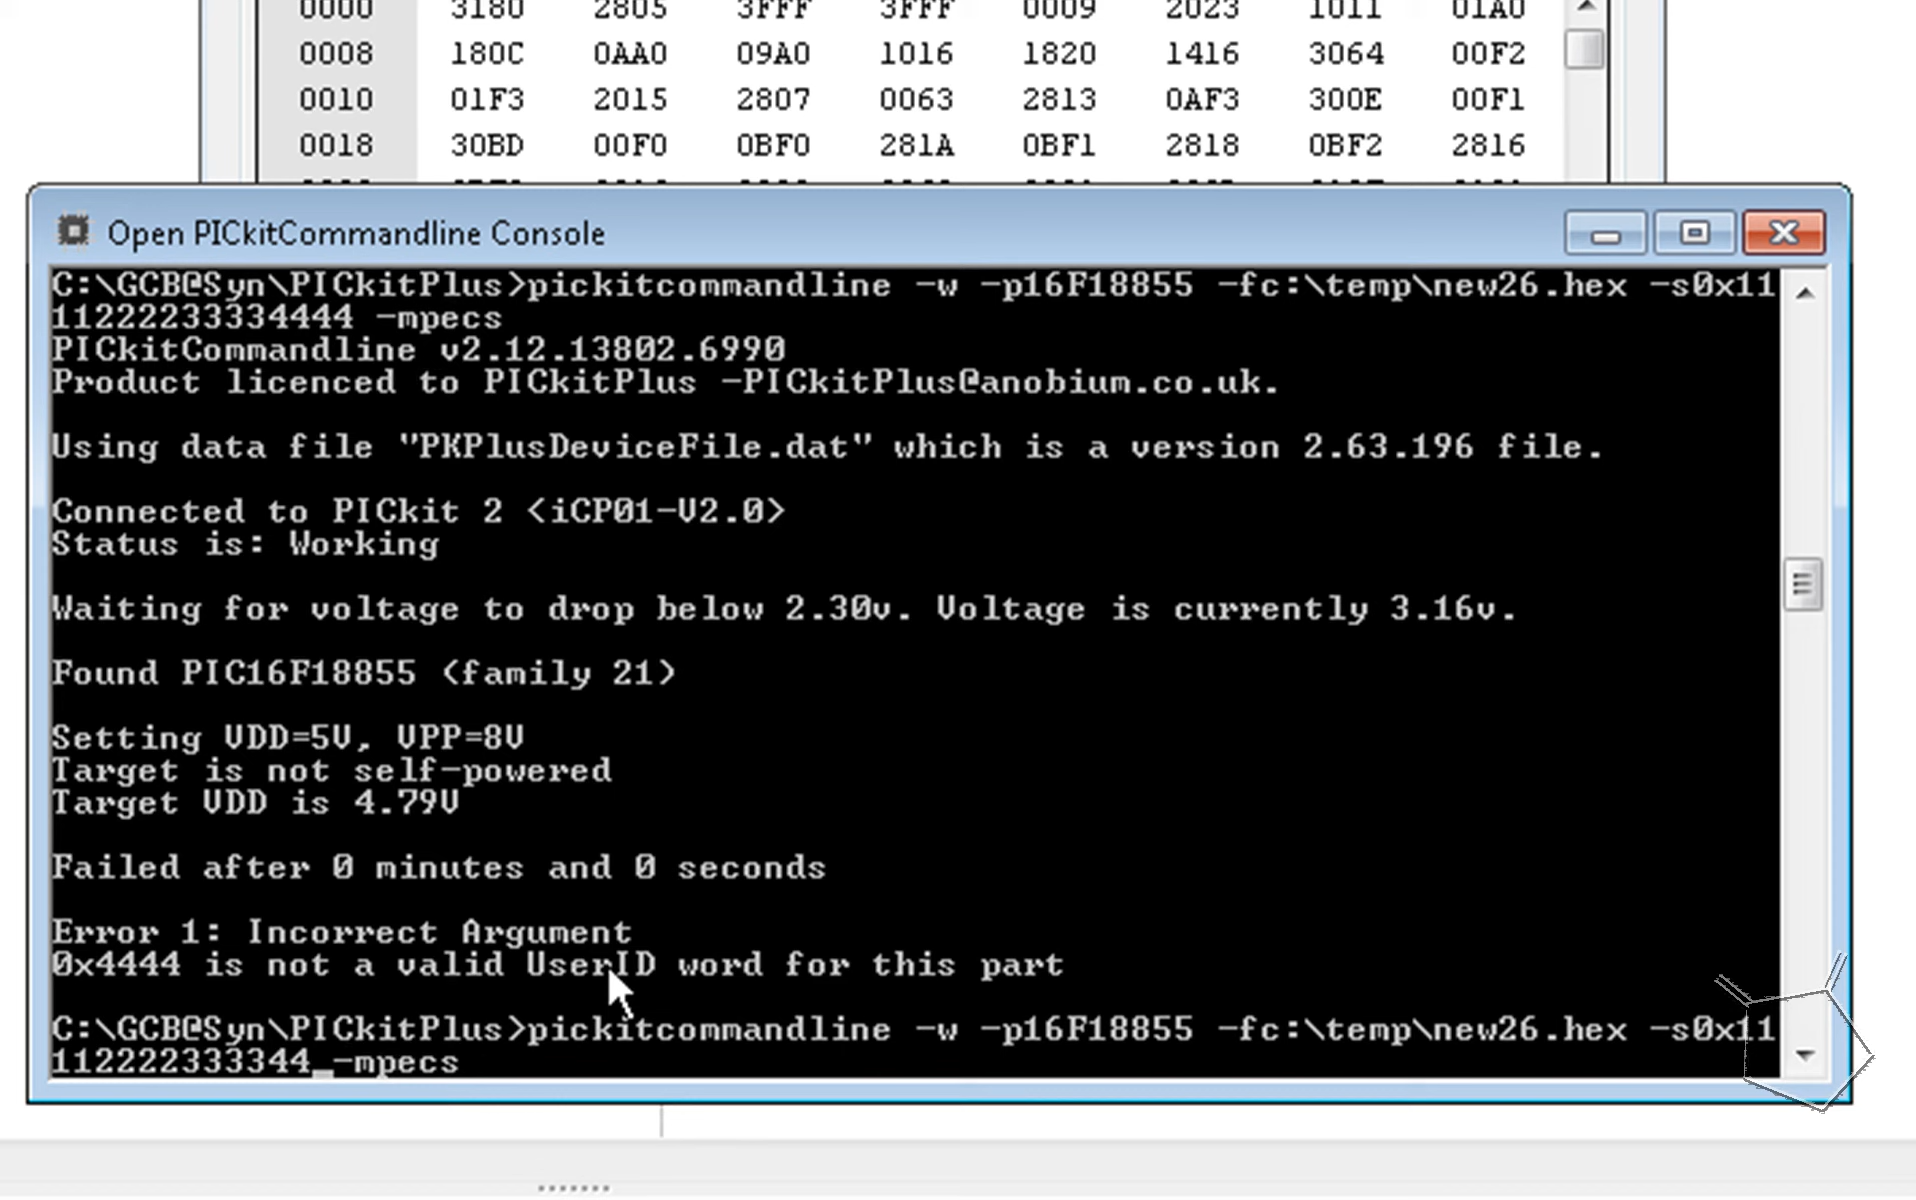 0000 3180 2805 3FFF 3FFF 0009 2023 1011 01A0
0008 180C 0AA0 09A0 1016 1820 1416 3064 00F2
0010 01F3 2015 2807 0063 2813 0AF3 300E 00F1
0018 30BD 00F0 0BF0 281A 0BF1 2818 0BF2 2816
Open PICkitCommandline Console
C:\GCB@Syn\PICkitPlus>pickitcommandline -w -p16F18855 -fc:\temp\new26.hex -s0x11
11222233334444 -mpecs
PICkitCommandline v2.12.13802.6990
Product licenced to PICkitPlus -PICkitPlus@anobium.co.uk.
Using data file "PKPlusDeviceFile.dat" which is a version 2.63.196 file.
Connected to PICkit 2 <iCP01-V2.0>
Status is: Working
Waiting for voltage to drop below 2.30v. Voltage is currently 3.16v.
Found PIC16F18855 (family 21)
Setting VDD=5V, VPP=8V
Target is not self-powered
Target VDD is 4.79V
Failed after 0 minutes and 0 seconds
Error 1: Incorrect Argument
0x4444 is not a valid UserID word for this part
C:\GCB@Syn\PICkitPlus>pickitcommandline -w -p16F18855 -fc:\temp\new26.hex -s0x11
112222333344_-mpecs